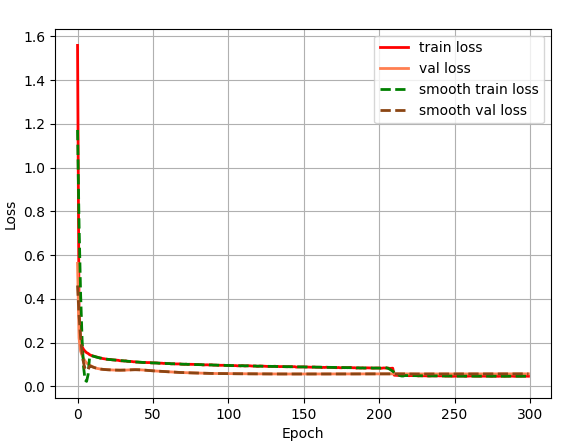 1.6
1.4
1.2
1.0
0.8
0.6
0.4
0.2
0.0
Loss
train loss
val loss
smooth train loss
smooth val loss
0 50 100 150 200 250 300
Epoch